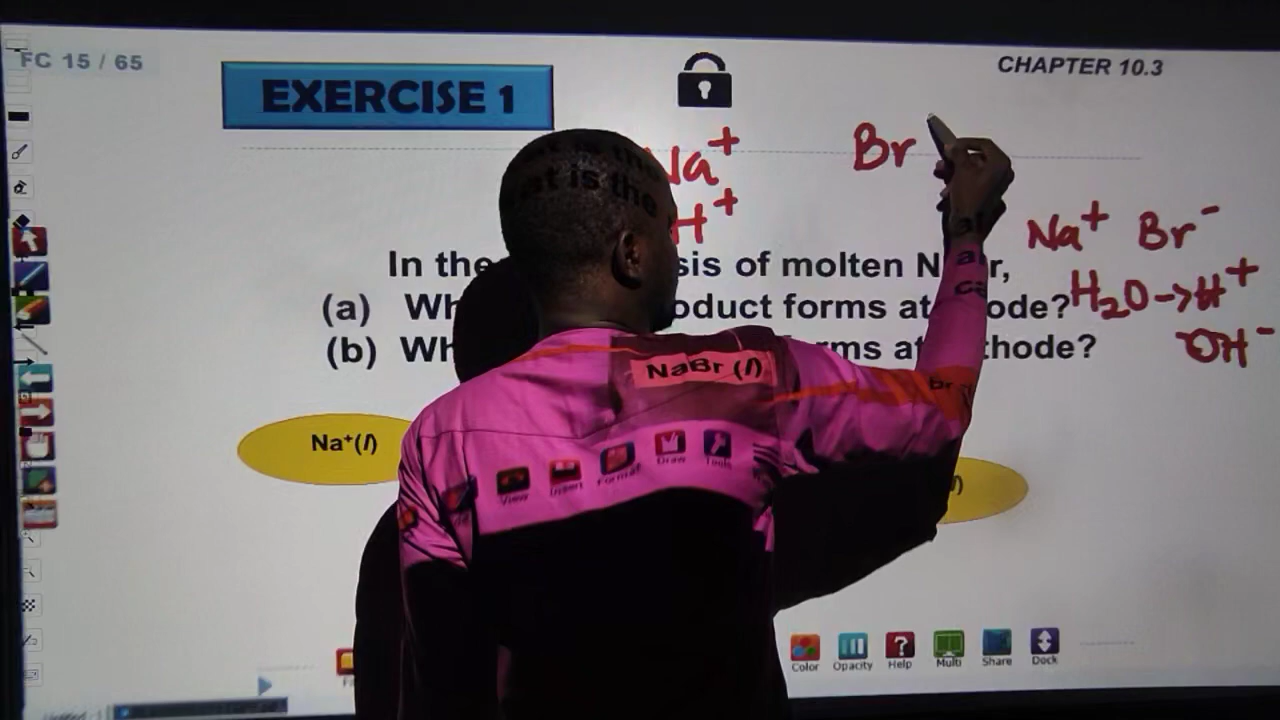 FC 15 / 65
CHAPTER 10.3
EXERCISE 1
Na⁺
H⁺
Br
Na⁺ Br⁻
H₂O→H⁺
OH⁻
In the sis of molten N r,
(a) Wh oduct forms at ode?
(b) Wh rms at thode?
NaBr (l)
Na⁺(l)
View Insert Format Draw Tools
Color Opacity Help Multi Share Dock